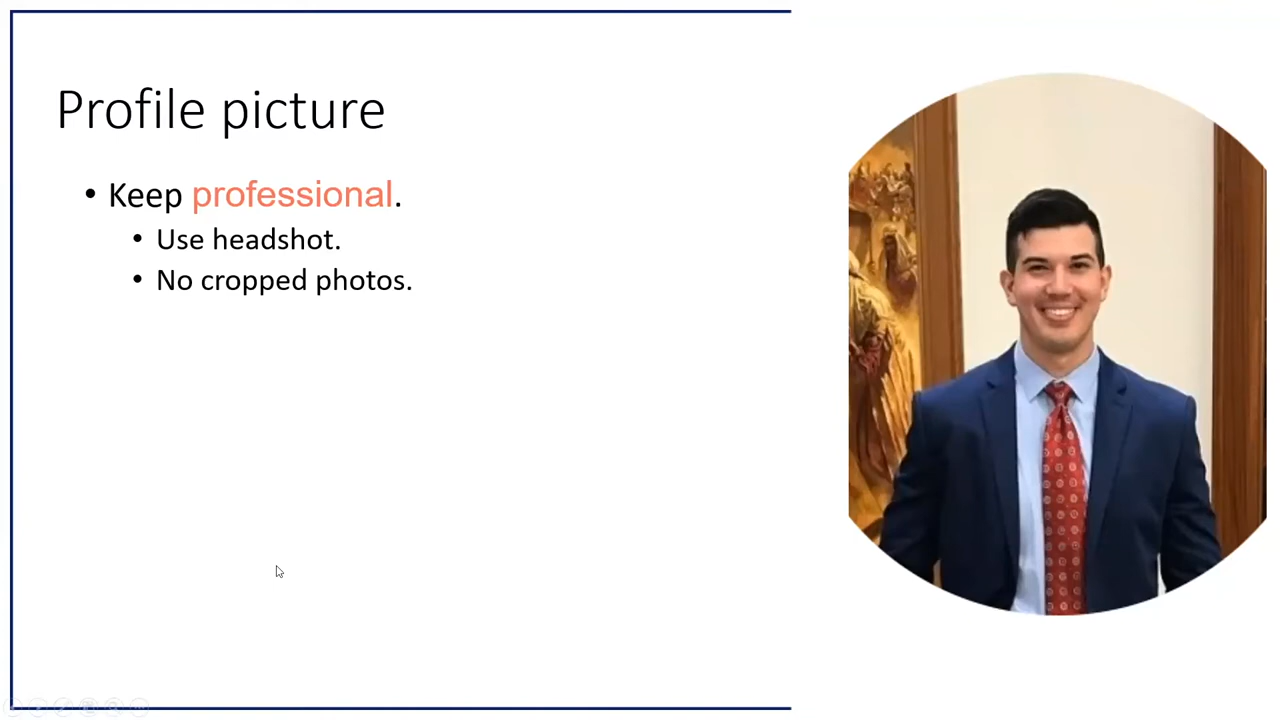 Profile picture
• Keep professional.
• Use headshot.
• No cropped photos.